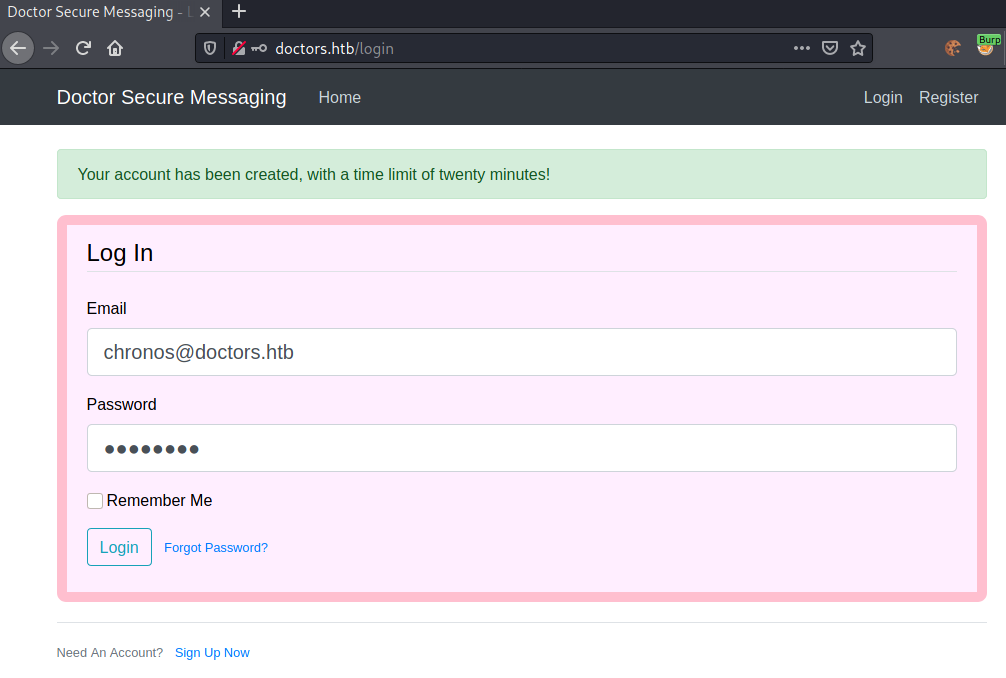 Doctor Secure Messaging - L
Burp
doctors.htb/login
Doctor Secure Messaging Home Login Register
Your account has been created, with a time limit of twenty minutes!
Log In
Email
chronos@doctors.htb
Password
●●●●●●●●
Remember Me
Login Forgot Password?
Need An Account? Sign Up Now